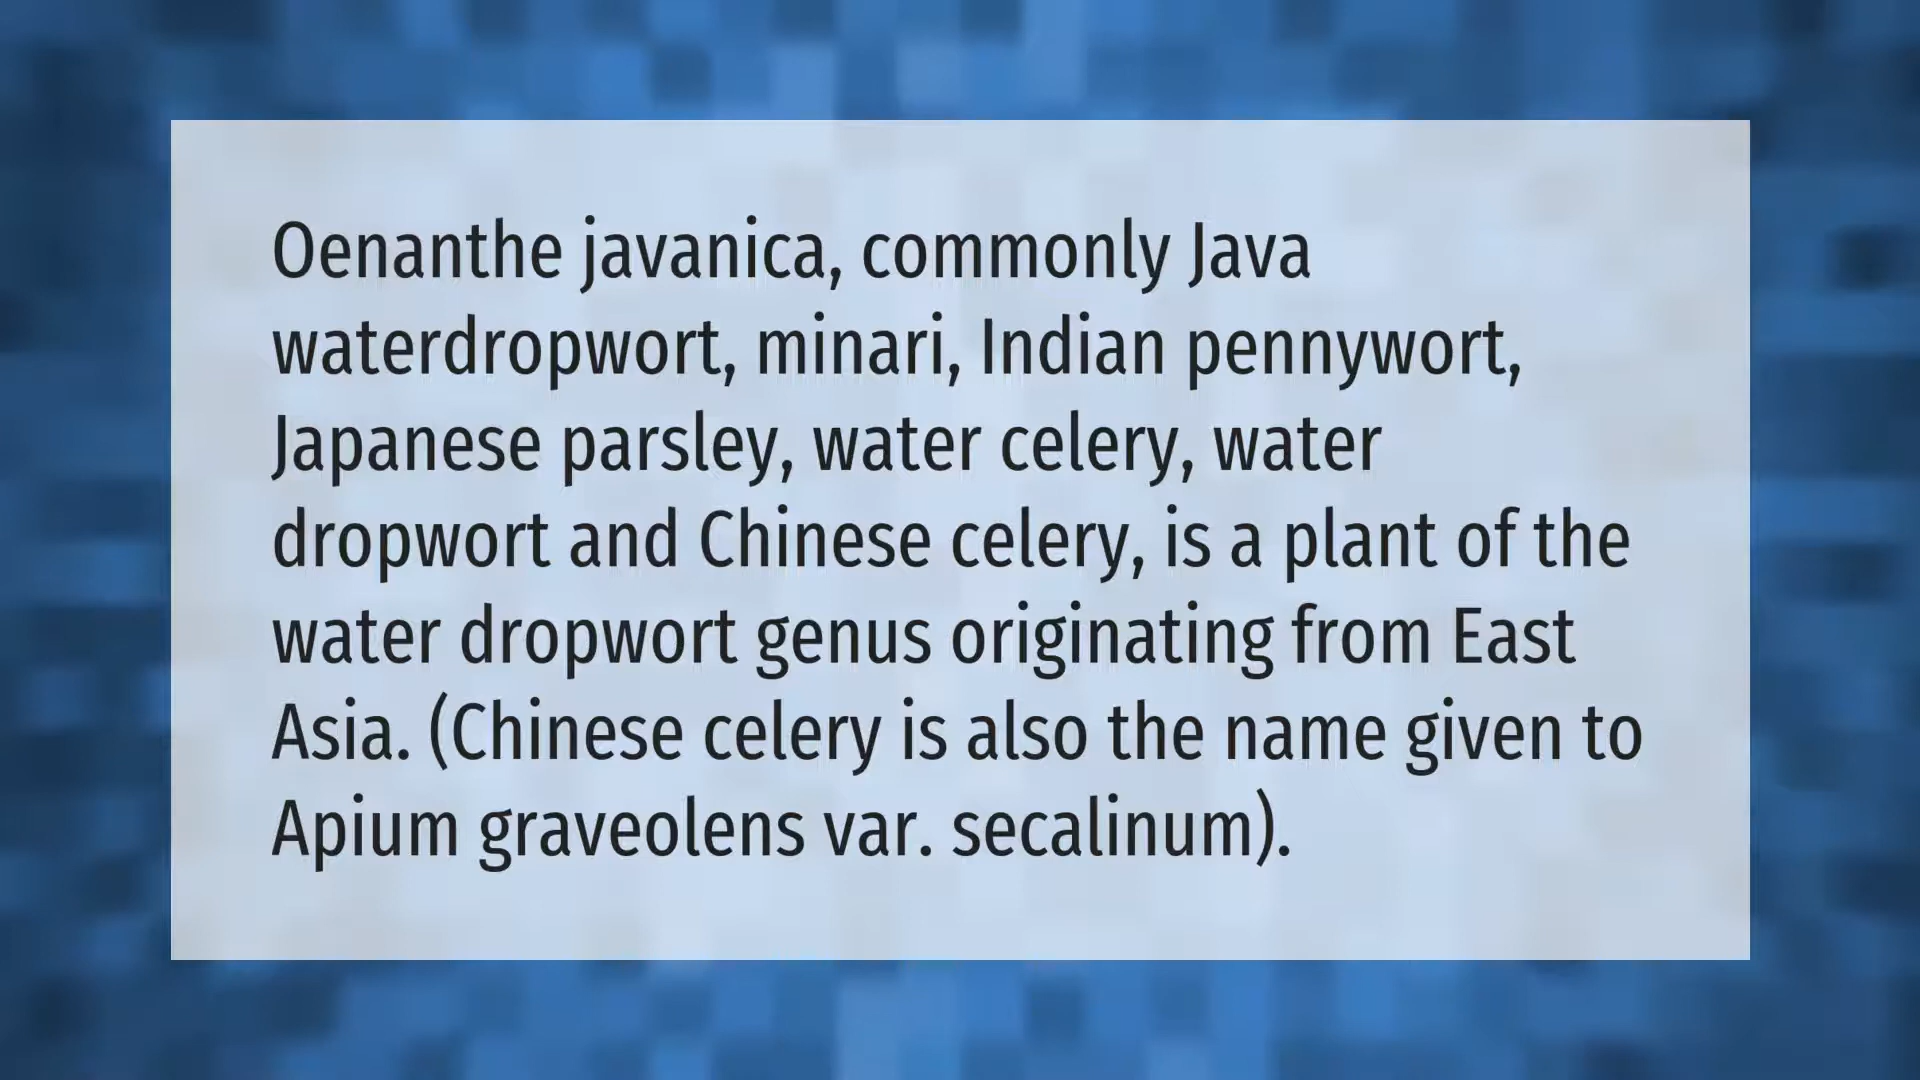 Oenanthe javanica, commonly Java
waterdropwort, minari, Indian pennywort,
Japanese parsley, water celery, water
dropwort and Chinese celery, is a plant of the
water dropwort genus originating from East
Asia. (Chinese celery is also the name given to
Apium graveolens var. secalinum).